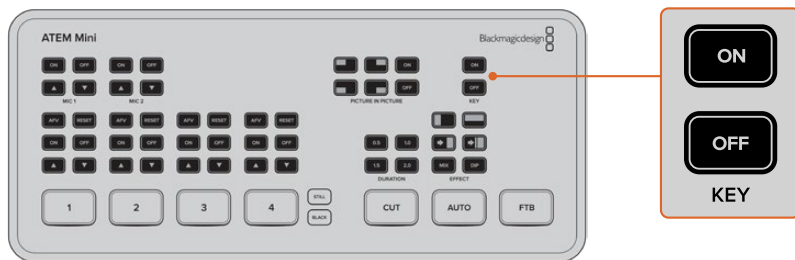 ATEM Mini
Blackmagicdesign
ON OFF ON OFF
ON ON
▲ ▼ ▲ ▼
OFF OFF
MIC 1 MIC 2 PICTURE IN PICTURE KEY
AFV RESET AFV RESET AFV RESET AFV RESET
ON OFF ON OFF ON OFF ON OFF 0.5 1.0
▲ ▼ ▲ ▼ ▲ ▼ ▲ ▼ 1.5 2.0 MIX DIP
DURATION EFFECT
1 2 3 4 STILL BLACK CUT AUTO FTB
ON
OFF
KEY